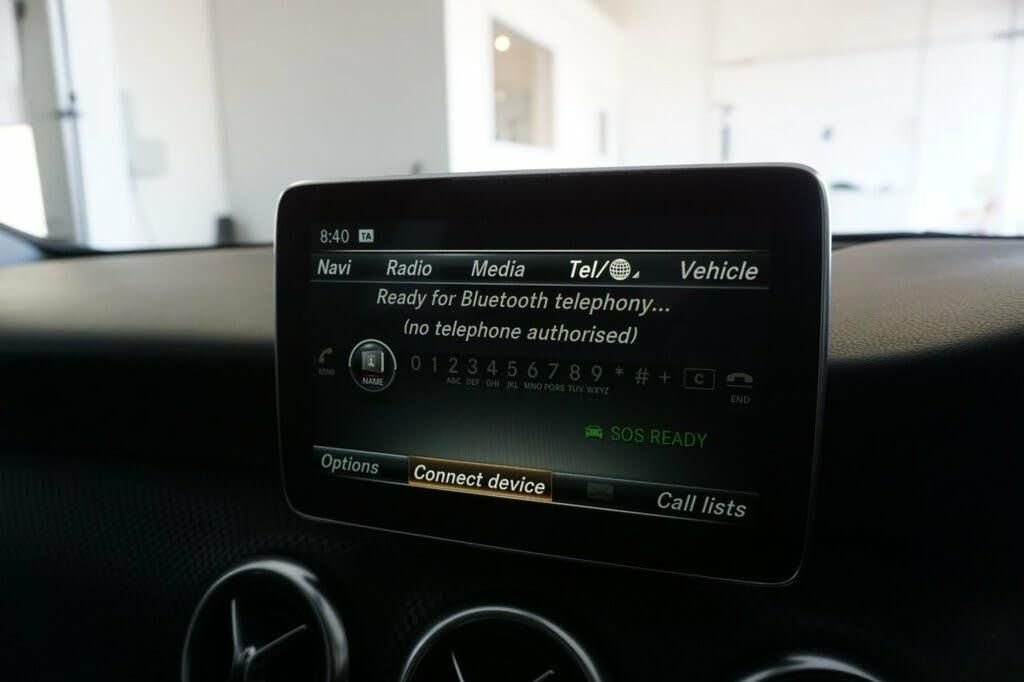 8:40 TA
Navi Radio Media Tel/ Vehicle
Ready for Bluetooth telephony...
(no telephone authorised)
SEND NAME 0 1 2 3 4 5 6 7 8 9 * # + C END
ABC DEF GHI JKL MNO PQRS TUV WXYZ
SOS READY
Options Connect device Call lists